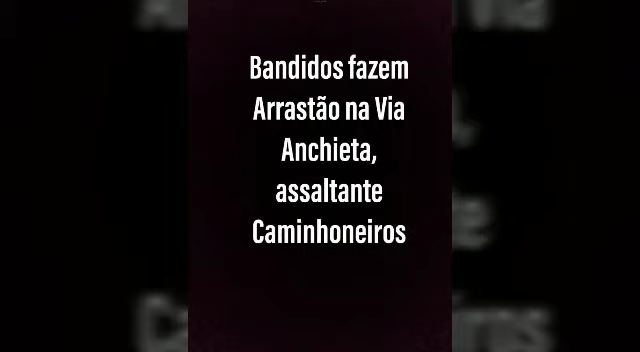 Bandidos fazem
Arrastão na Via
Anchieta,
assaltante
Caminhoneiros